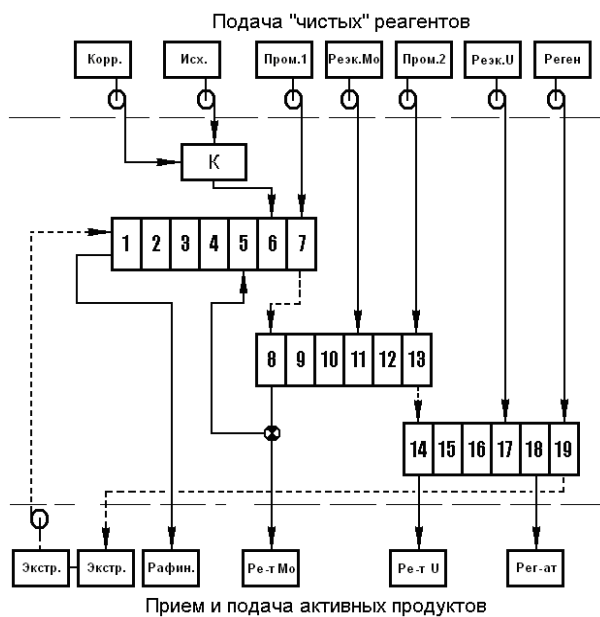 Подача "чистых" реагентов
Корр. Исх. Пром.1 Реэк.Мо Пром.2 Реэк.U Реген
К
1 2 3 4 5 6 7
8 9 10 11 12 13
14 15 16 17 18 19
Экстр. Экстр. Рафин. Ре-т Мо Ре-т U Рег-ат
Прием и подача активных продуктов